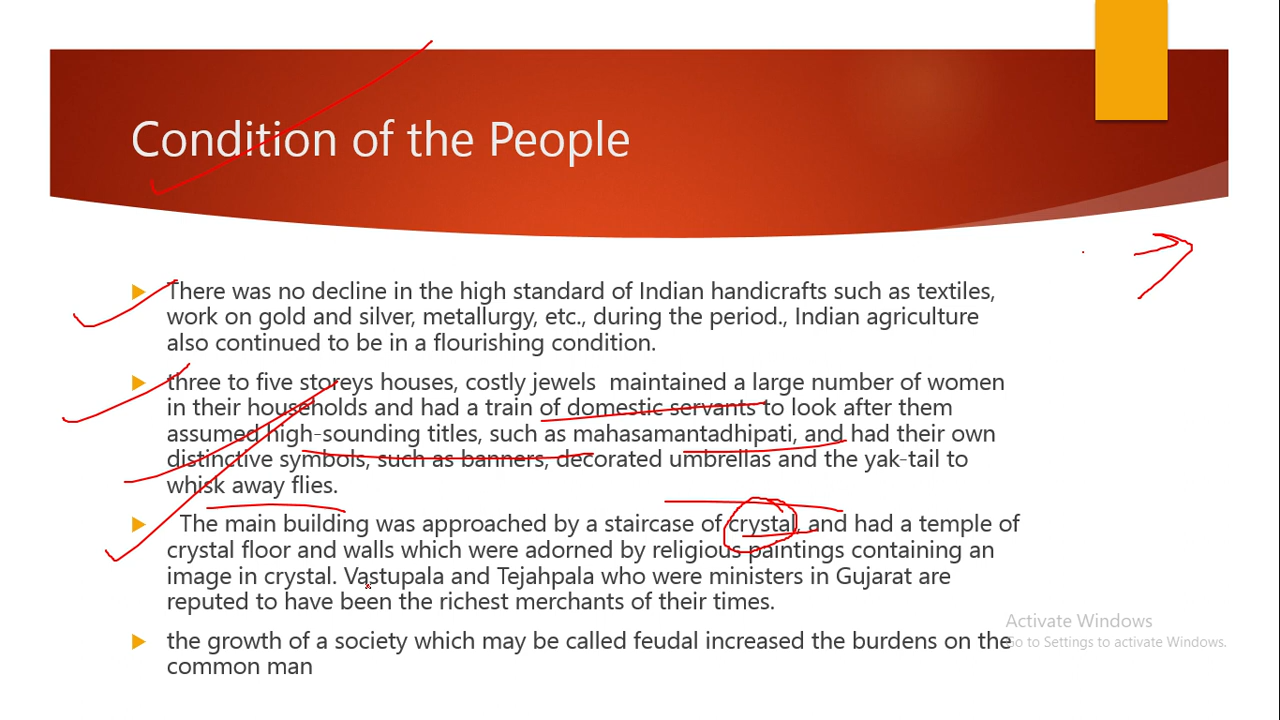 Condition of the People
There was no decline in the high standard of Indian handicrafts such as textiles,
work on gold and silver, metallurgy, etc., during the period., Indian agriculture
also continued to be in a flourishing condition.
three to five storeys houses, costly jewels  maintained a large number of women
in their households and had a train of domestic servants to look after them
assumed high-sounding titles, such as mahasamantadhipati, and had their own
distinctive symbols, such as banners, decorated umbrellas and the yak-tail to
whisk away flies.
The main building was approached by a staircase of crystal, and had a temple of
crystal floor and walls which were adorned by religious paintings containing an
image in crystal. Vastupala and Tejahpala who were ministers in Gujarat are
reputed to have been the richest merchants of their times.
the growth of a society which may be called feudal increased the burdens on the
common man
Activate Windows
Go to Settings to activate Windows.